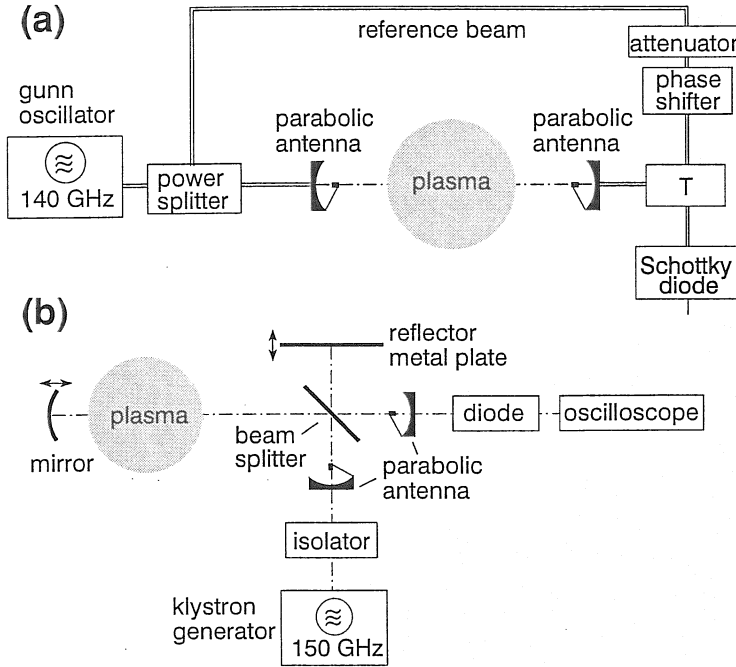 (a)
reference beam
attenuator
phase
shifter
gunn
oscillator
140 GHz
power
splitter
parabolic
antenna
plasma
parabolic
antenna
T
Schottky
diode
(b)
reflector
metal plate
plasma
mirror
beam
splitter
diode
oscilloscope
parabolic
antenna
isolator
klystron
generator
150 GHz